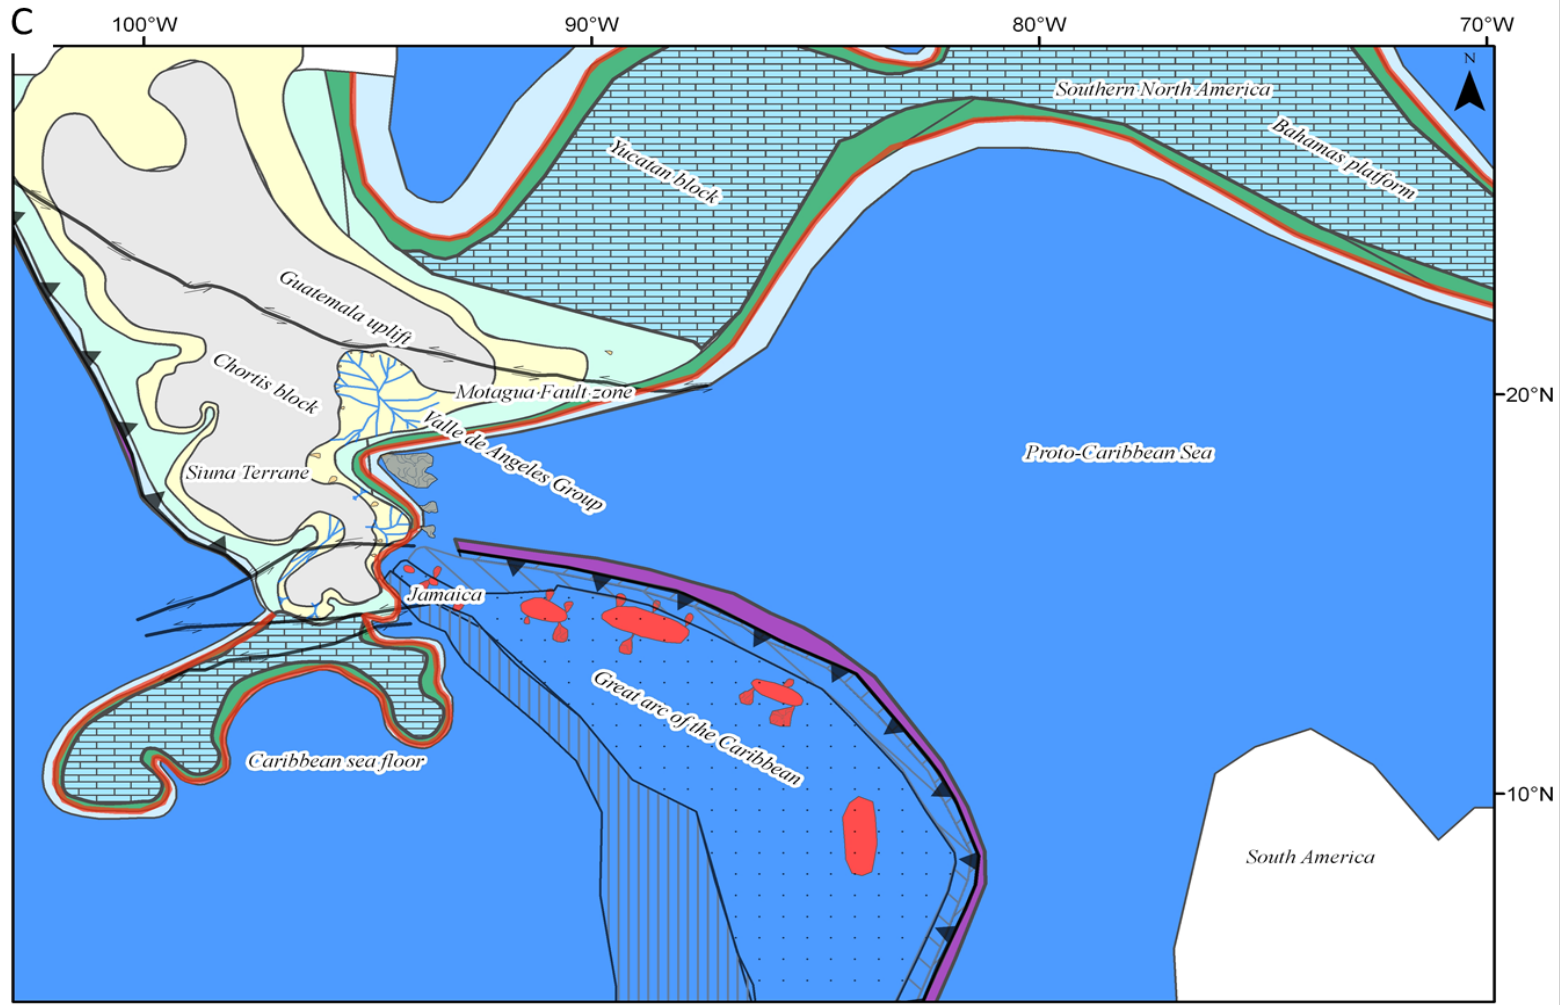 C
100°W
90°W
80°W
70°W
N
Southern North America
Bahamas platform
Yucatan block
Guatemala uplift
Chortis block
Motagua Fault zone
20°N
Valle de Angeles Group
Proto-Caribbean Sea
Siuna Terrane
Jamaica
Great arc of the Caribbean
Caribbean sea floor
10°N
South America